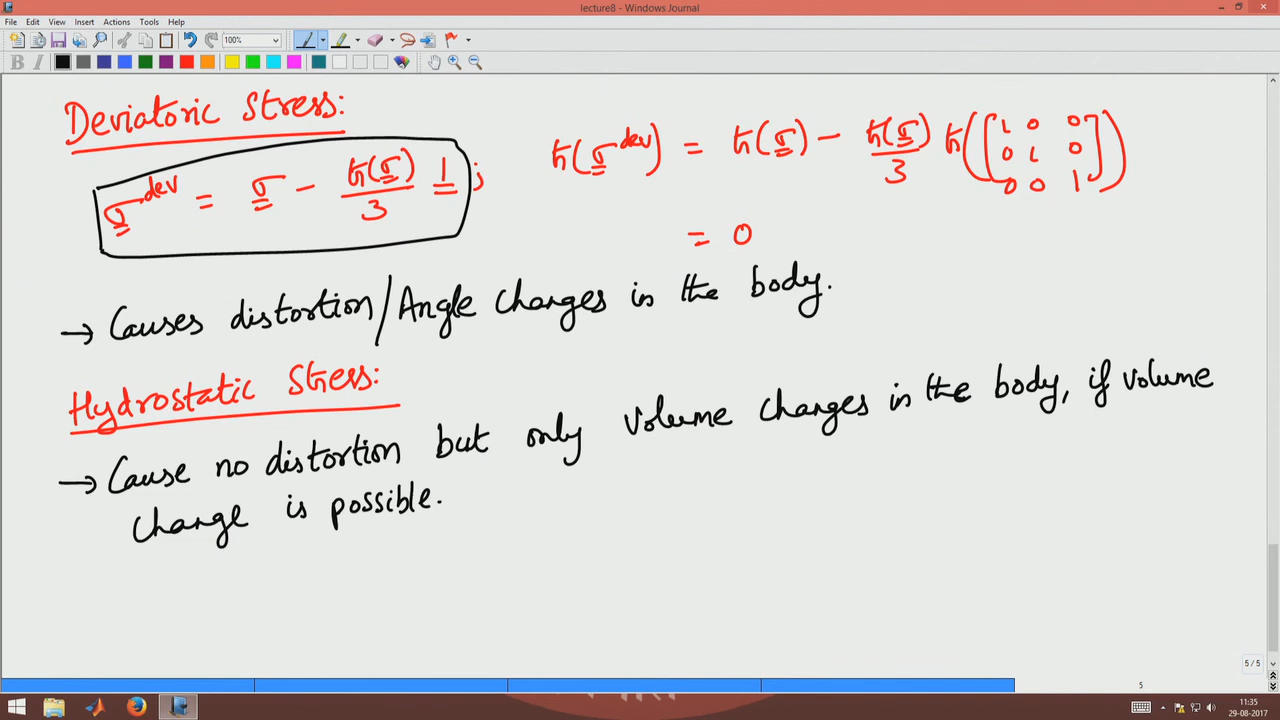 lecture8 - Windows Journal
File Edit View Insert Actions Tools Help
100%
B I
Deviatoric Stress:
σ^dev = σ - tr(σ)/3 1 ; tr(σ^dev) = tr(σ) - tr(σ)/3 tr([1 0 0
0 1 0
0 0 1])
= 0
→ Causes distortion/Angle changes in the body.
Hydrostatic Stress:
→ Cause no distortion but only volume changes in the body, if volume
change is possible.
5 / 5
5
11:35
29-08-2017